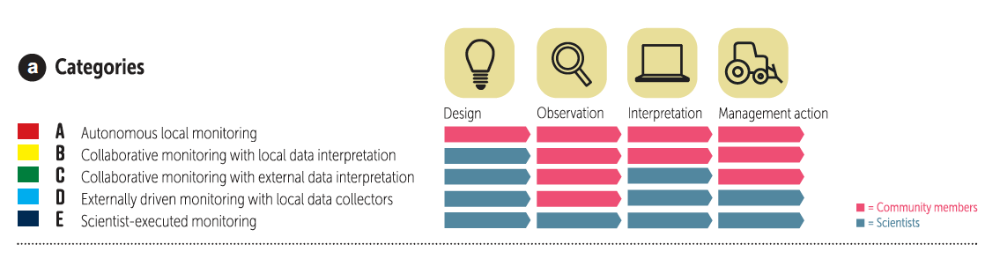 a Categories
Design Observation Interpretation Management action
A Autonomous local monitoring
B Collaborative monitoring with local data interpretation
C Collaborative monitoring with external data interpretation
D Externally driven monitoring with local data collectors
E Scientist-executed monitoring
= Community members
= Scientists